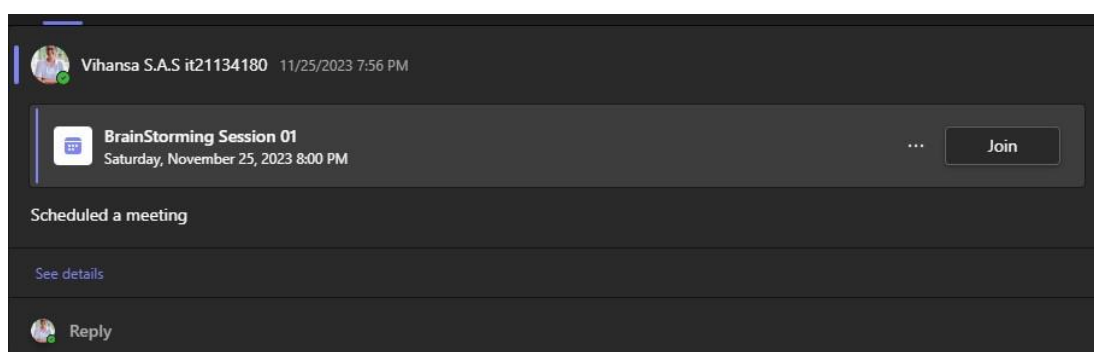 Vihansa S.A.S it21134180 11/25/2023 7:56 PM
BrainStorming Session 01
Saturday, November 25, 2023 8:00 PM
... Join
Scheduled a meeting
See details
Reply